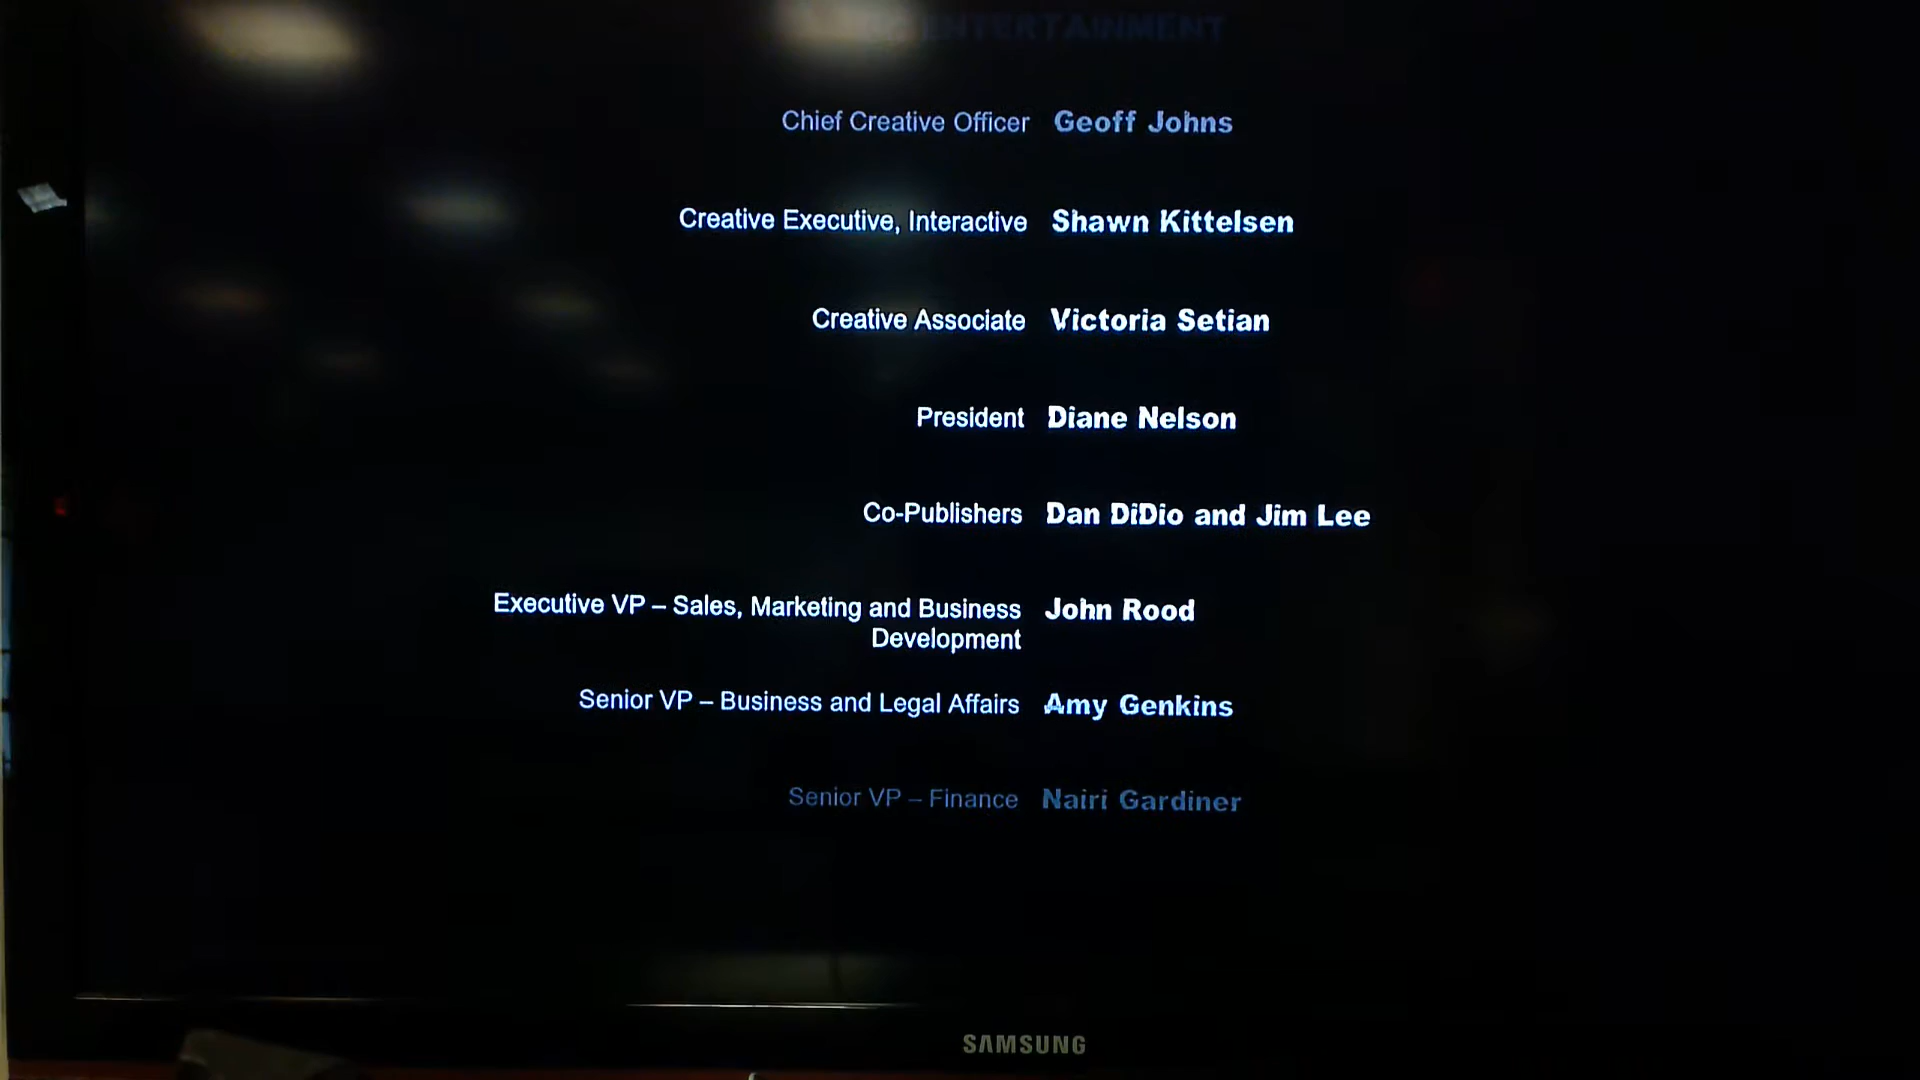 ENTERTAINMENT
Chief Creative Officer Geoff Johns
Creative Executive, Interactive Shawn Kittelsen
Creative Associate Victoria Setian
President Diane Nelson
Co-Publishers Dan DiDio and Jim Lee
Executive VP – Sales, Marketing and Business John Rood
Development
Senior VP – Business and Legal Affairs Amy Genkins
Senior VP – Finance Nairi Gardiner
SAMSUNG